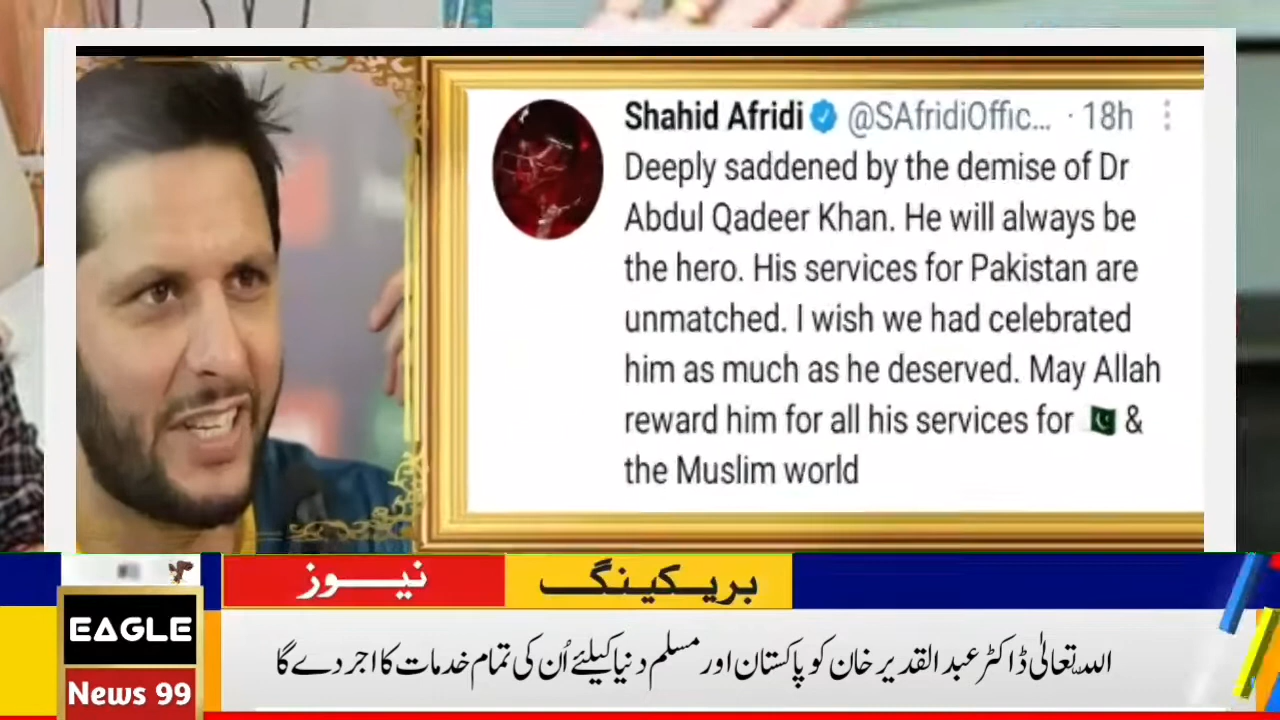 Shahid Afridi @SAfridiOffic... · 18h
Deeply saddened by the demise of Dr
Abdul Qadeer Khan. He will always be
the hero. His services for Pakistan are
unmatched. I wish we had celebrated
him as much as he deserved. May Allah
reward him for all his services for 🇵🇰 &
the Muslim world
بریکینگ نیوز
EAGLE
News 99
اللہ تعالیٰ ڈاکٹر عبد القدیر خان کو پاکستان اور مسلم دنیا کیلئے اُن کی تمام خدمات کا اجر دے گا